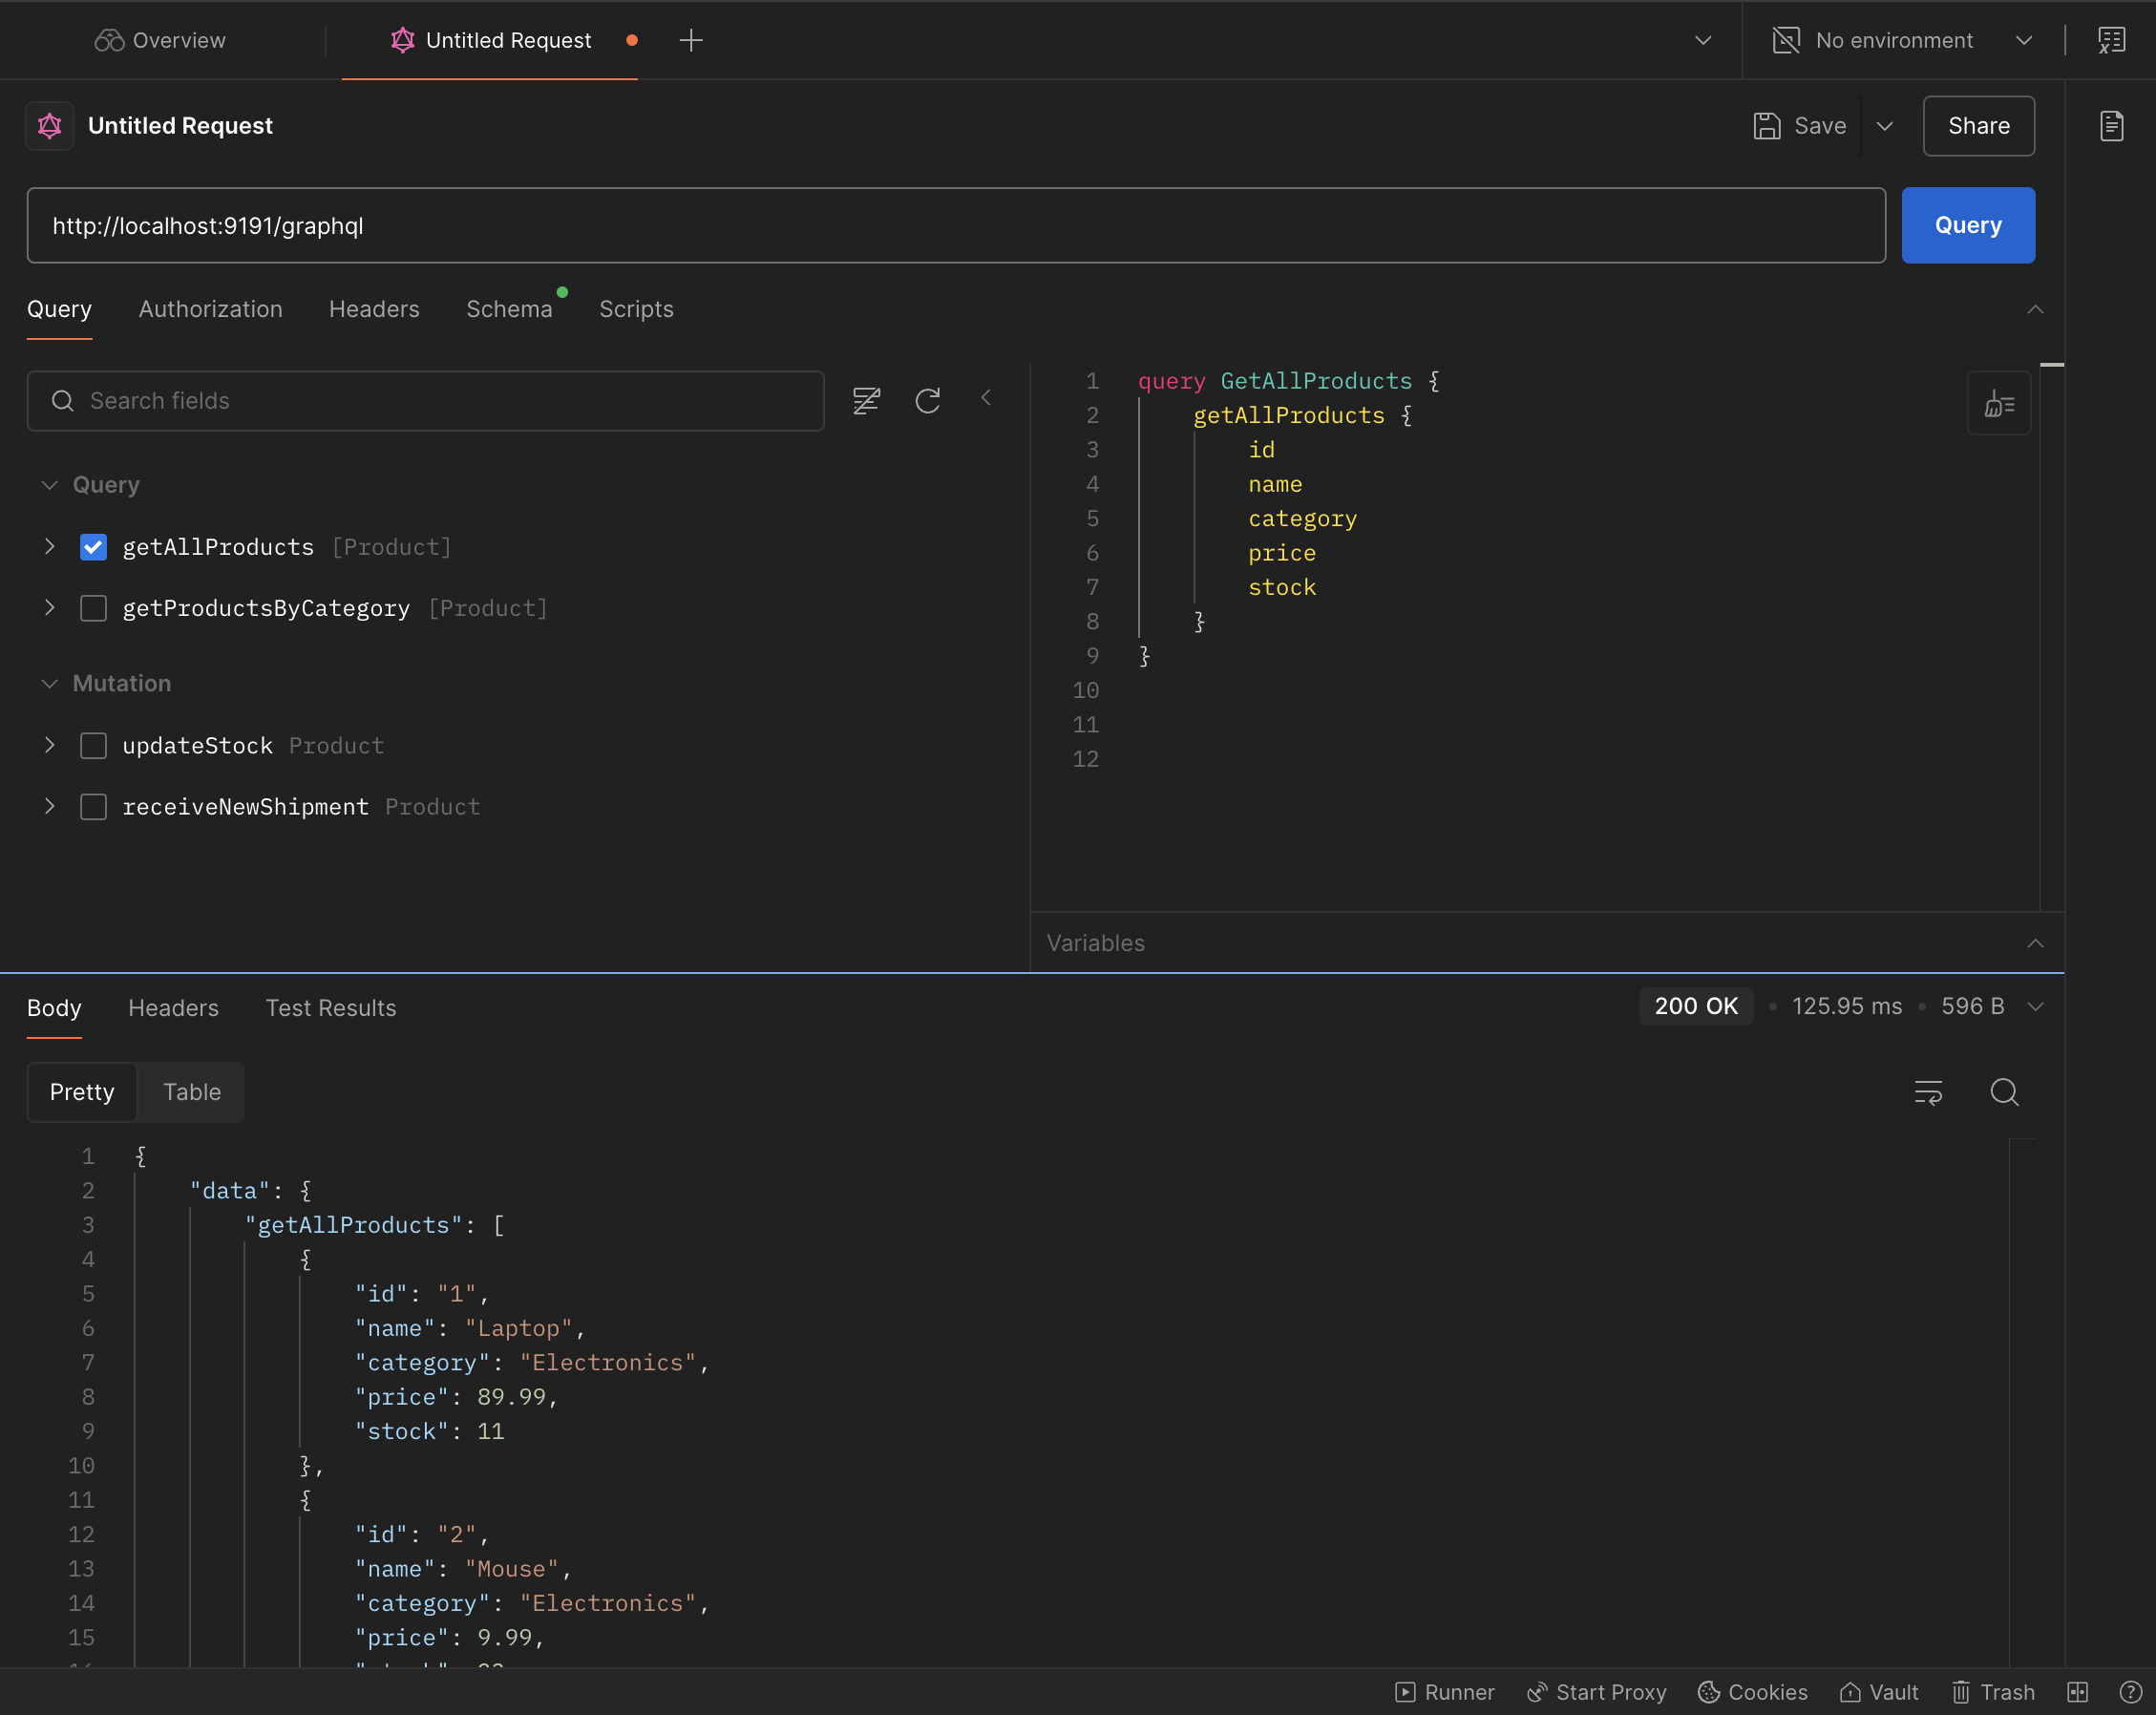 Overview
Untitled Request
No environment
Untitled Request
Save
Share
http://localhost:9191/graphql
Query
Query Authorization Headers Schema Scripts
Search fields
Query
getAllProducts [Product]
getProductsByCategory [Product]
Mutation
updateStock Product
receiveNewShipment Product
1 query GetAllProducts {
2 getAllProducts {
3 id
4 name
5 category
6 price
7 stock
8 }
9 }
10
11
12
Variables
Body Headers Test Results
200 OK • 125.95 ms • 596 B
Pretty Table
1 {
2 "data": {
3 "getAllProducts": [
4 {
5 "id": "1",
6 "name": "Laptop",
7 "category": "Electronics",
8 "price": 89.99,
9 "stock": 11
10 },
11 {
12 "id": "2",
13 "name": "Mouse",
14 "category": "Electronics",
15 "price": 9.99,
Runner Start Proxy Cookies Vault Trash